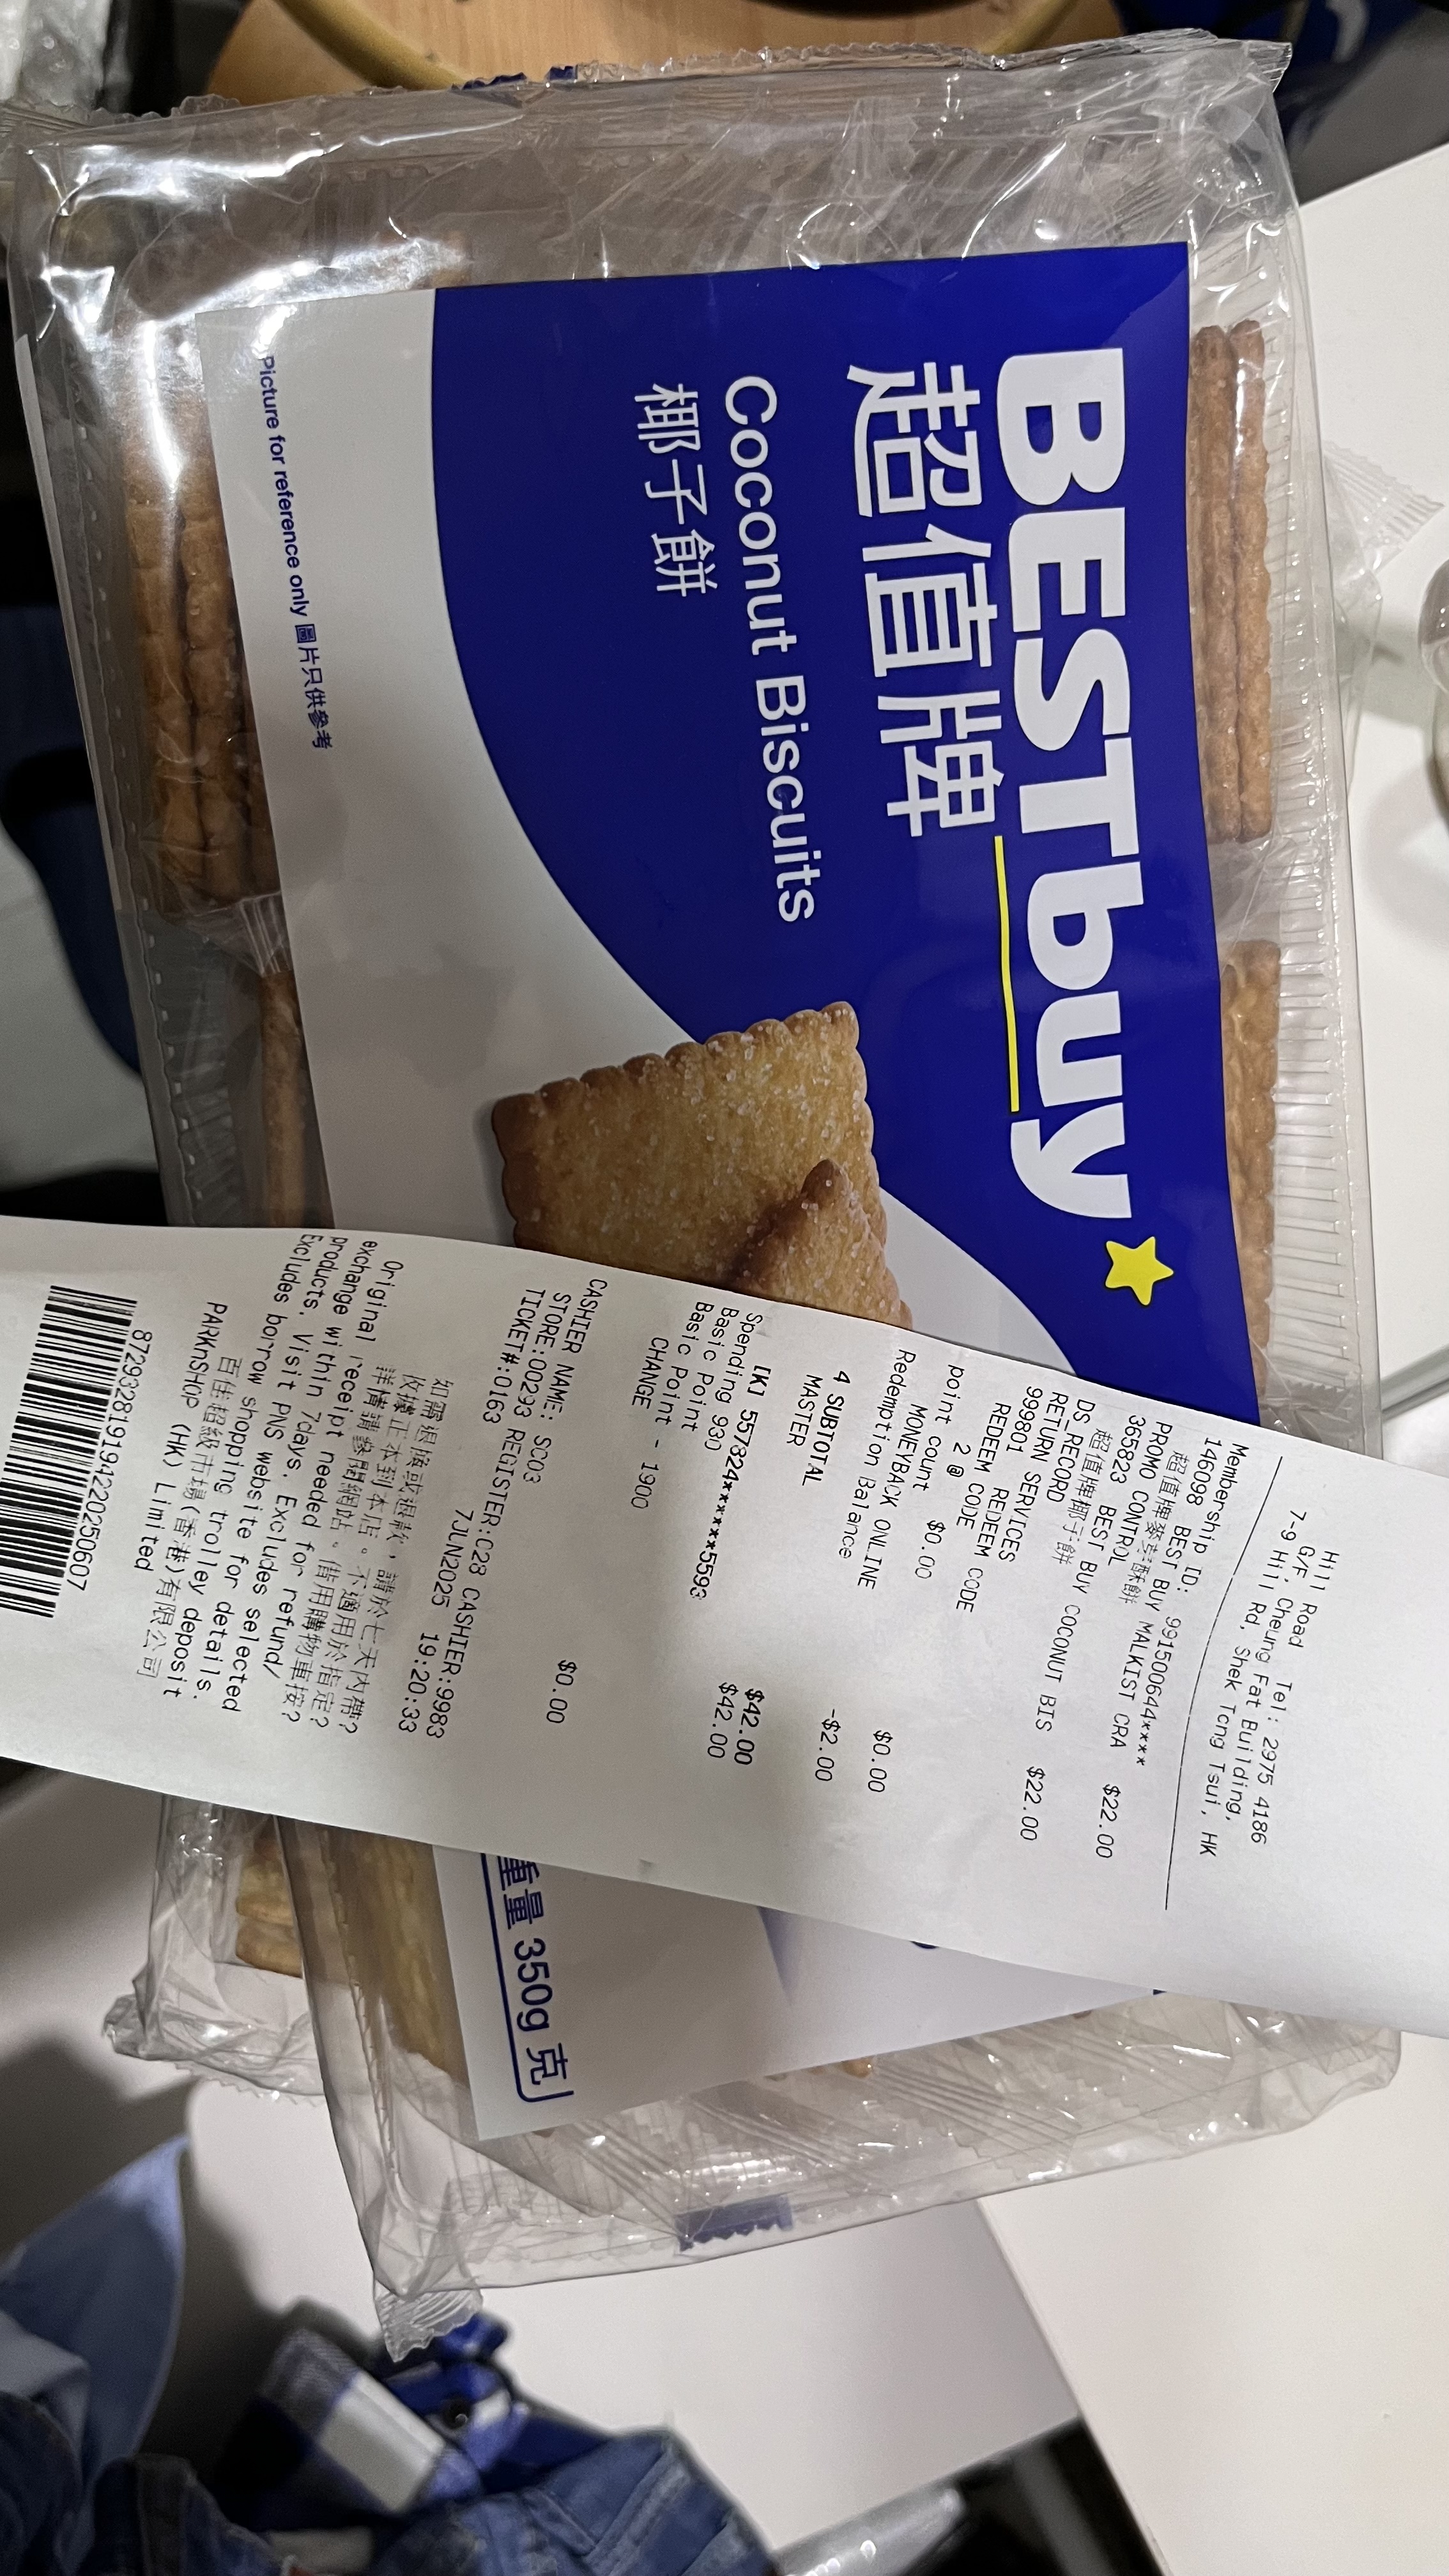 BESTbuy
超值牌
Coconut Biscuits
椰子餅
Picture for reference only 圖片只供參考
重量 350g 克
Hill Road Tel: 2975 4186
G/F, Cheung Fat Building,
7-9 Hill Rd, Shek Tong Tsui, HK
Membership ID: 99150064****
146098 BEST BUY MALKIST CRA $22.00
超值牌麥芽酥餅
PROMO CONTROL
365823 BEST BUY COCONUT BIS $22.00
超值牌椰子餅
DS RECORD
RETURN SERVICES
999801 REDEEM CODE
REDEEM CODE
2 @ $0.00 $0.00
point count
MONEYBACK ONLINE -$2.00
Redemption Balance
4 SUBTOTAL $42.00
MASTER $42.00
[K] 557824******5593
Spending 930
Basic Point
Basic Point - 1900
CHANGE $0.00
CASHIER NAME: SC03
STORE:00293 REGISTER:C28 CASHIER:9983
TICKET#:0163 7JUN2025 19:20:33
如需退換或退款，請於七天內帶?
收據正本到本店。不適用於指定?
詳情請參閱網站。借用購物車按?
Original receipt needed for refund/
exchange within 7days. Excludes selected
products. Visit PNS website for details.
Excludes borrow shopping trolley deposit
百佳超級市場(香港)有限公司
PARKnSHOP (HK) Limited
872932819194220250607